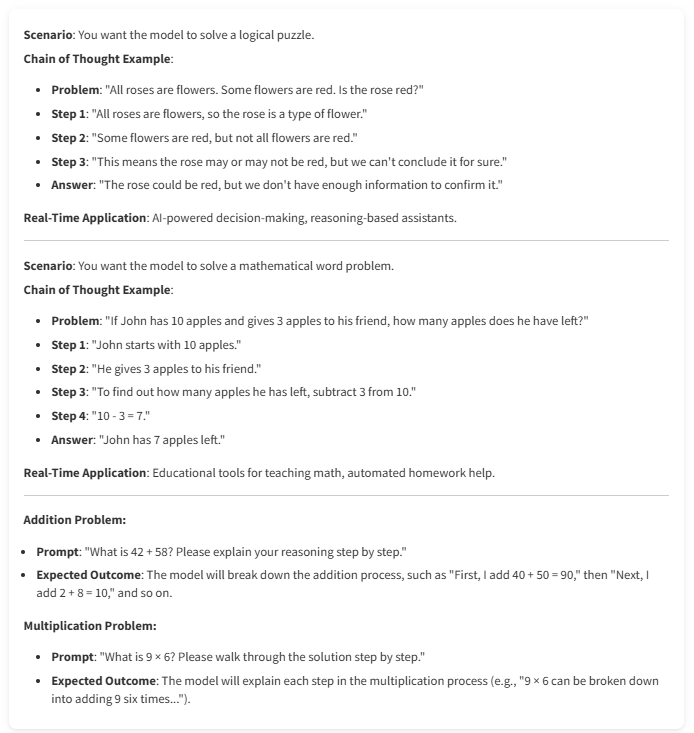 Scenario: You want the model to solve a logical puzzle.
Chain of Thought Example:
• Problem: "All roses are flowers. Some flowers are red. Is the rose red?"
• Step 1: "All roses are flowers, so the rose is a type of flower."
• Step 2: "Some flowers are red, but not all flowers are red."
• Step 3: "This means the rose may or may not be red, but we can't conclude it for sure."
• Answer: "The rose could be red, but we don't have enough information to confirm it."
Real-Time Application: AI-powered decision-making, reasoning-based assistants.
Scenario: You want the model to solve a mathematical word problem.
Chain of Thought Example:
• Problem: "If John has 10 apples and gives 3 apples to his friend, how many apples does he have left?"
• Step 1: "John starts with 10 apples."
• Step 2: "He gives 3 apples to his friend."
• Step 3: "To find out how many apples he has left, subtract 3 from 10."
• Step 4: "10 - 3 = 7."
• Answer: "John has 7 apples left."
Real-Time Application: Educational tools for teaching math, automated homework help.
Addition Problem:
• Prompt: "What is 42 + 58? Please explain your reasoning step by step."
• Expected Outcome: The model will break down the addition process, such as "First, I add 40 + 50 = 90," then "Next, I
add 2 + 8 = 10," and so on.
Multiplication Problem:
• Prompt: "What is 9 × 6? Please walk through the solution step by step."
• Expected Outcome: The model will explain each step in the multiplication process (e.g., "9 × 6 can be broken down
into adding 9 six times...").